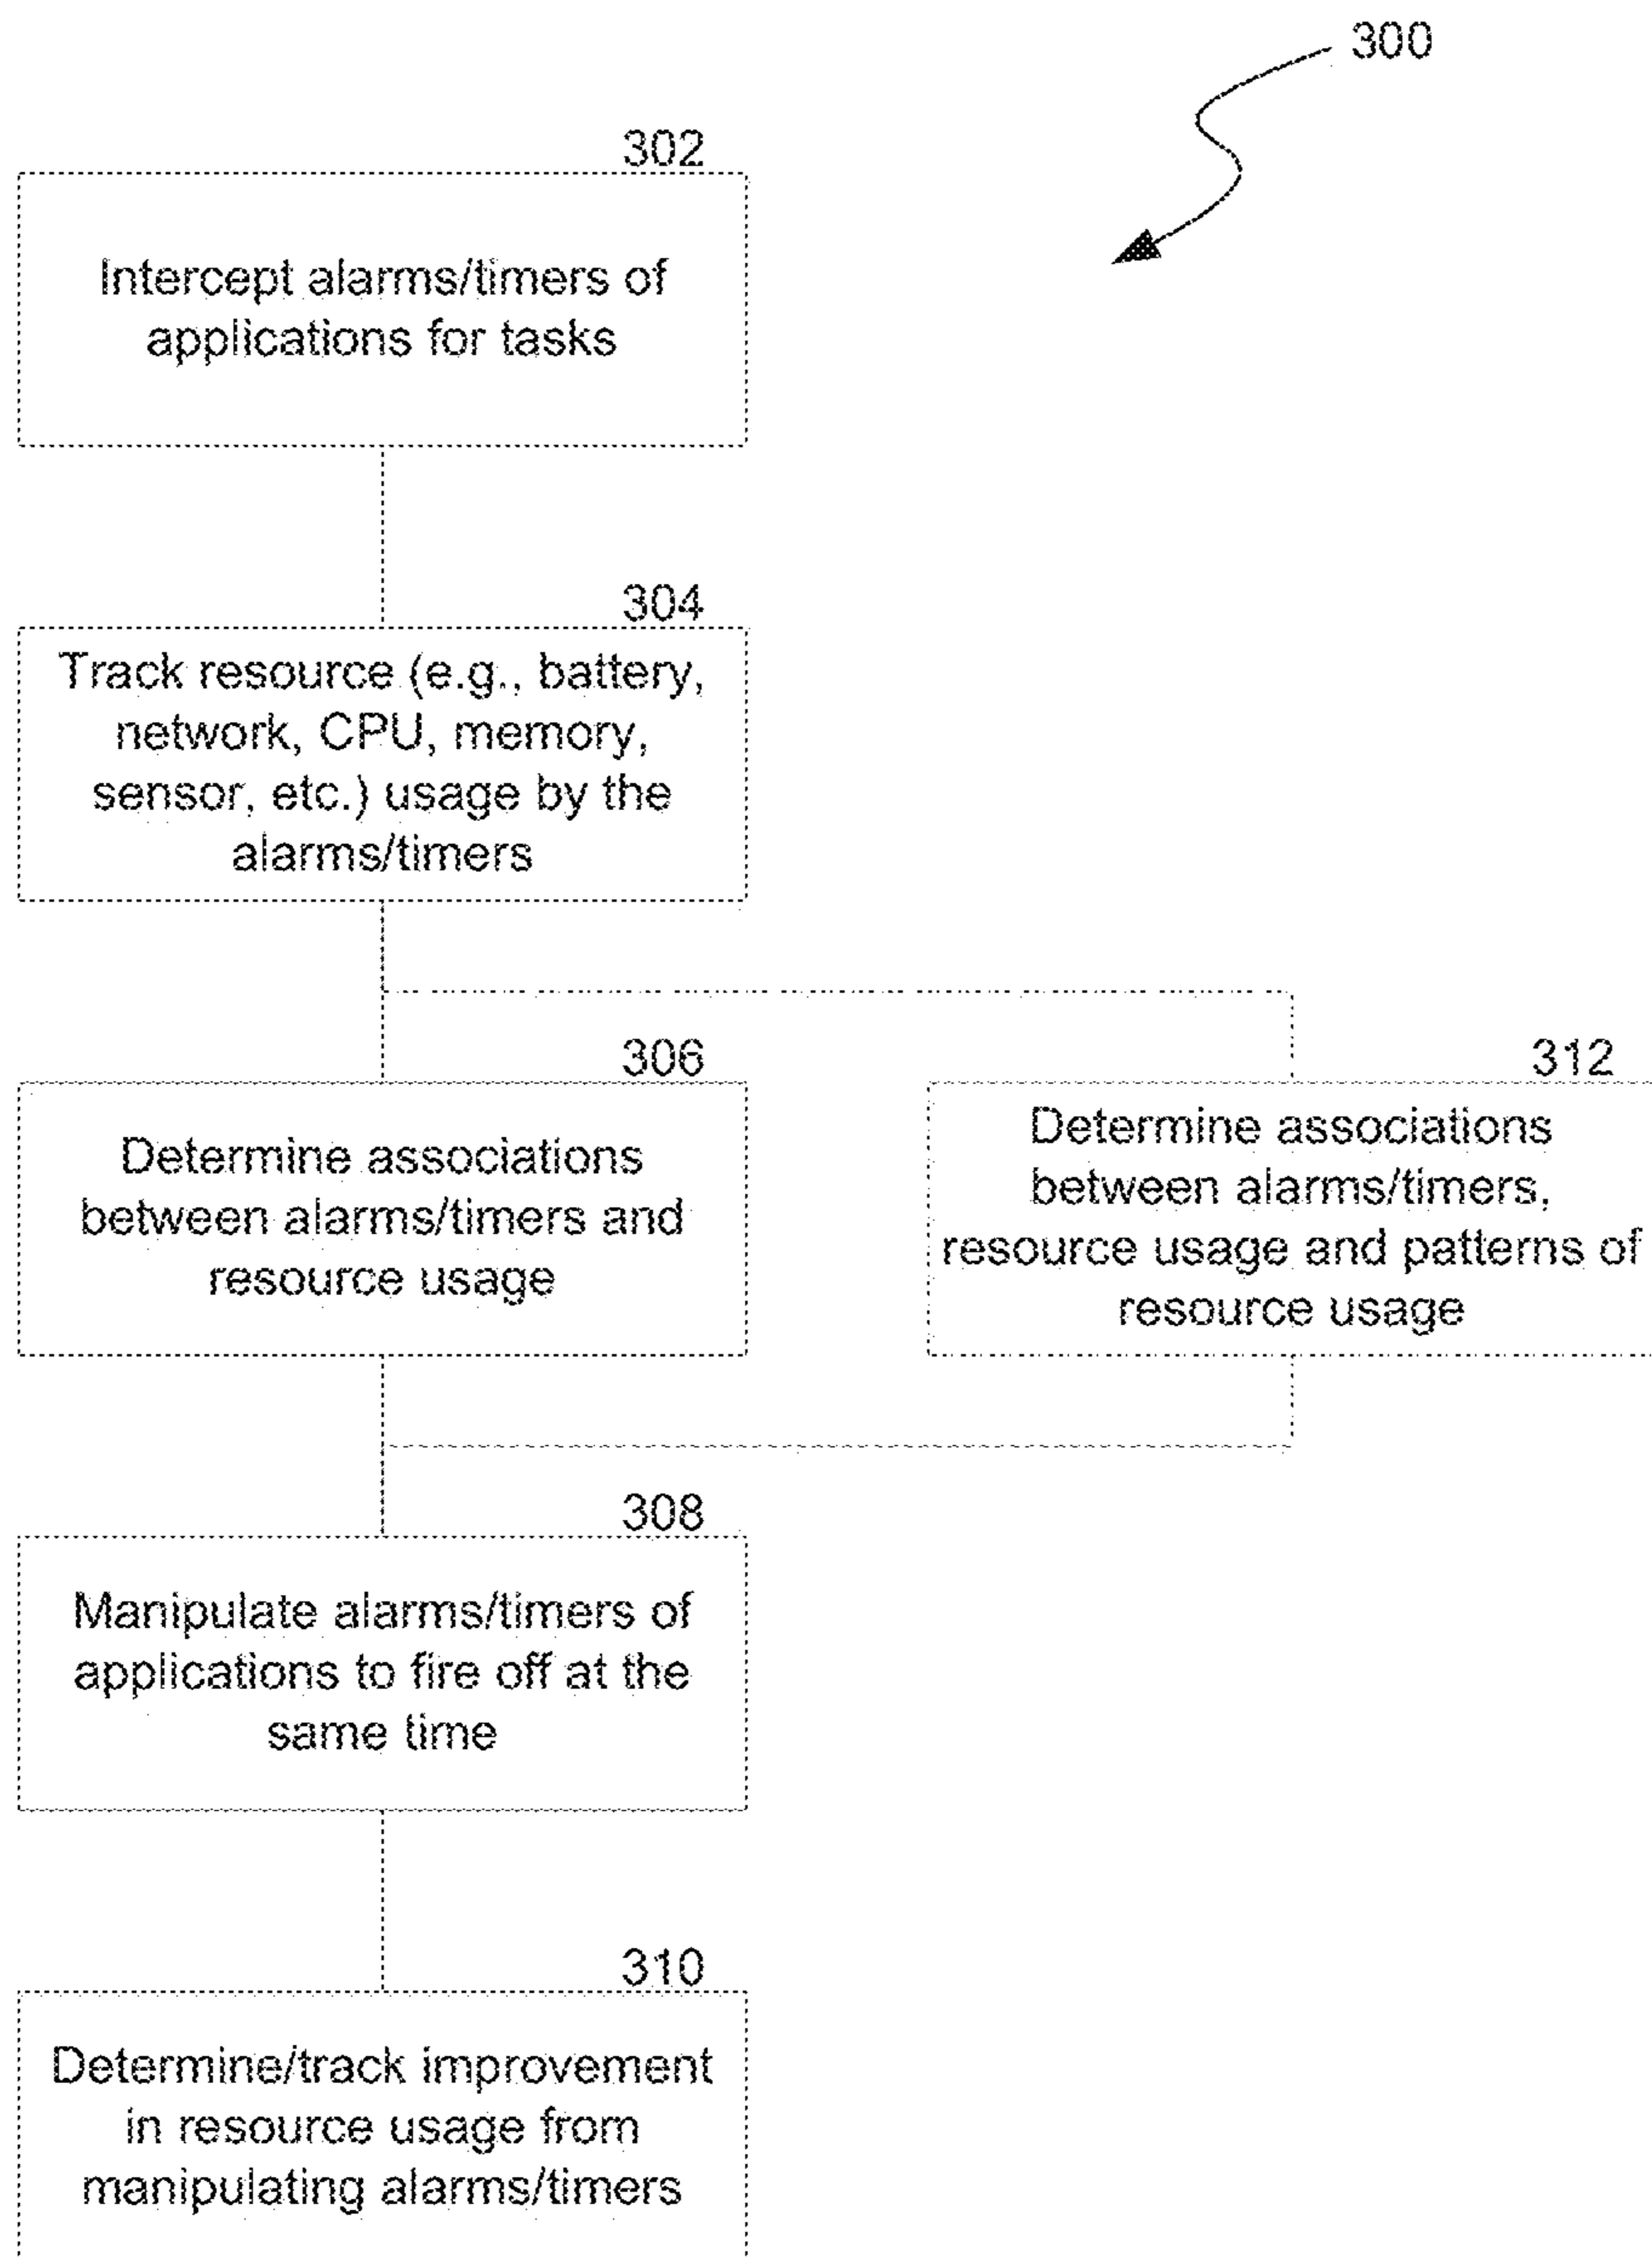 300
302
Intercept alarms/timers of
applications for tasks
304
Track resource (e.g., battery,
network, CPU, memory,
sensor, etc.) usage by the
alarms/timers
306
Determine associations
between alarms/timers and
resource usage
312
Determine associations
between alarms/timers,
resource usage and patterns of
resource usage
308
Manipulate alarms/timers of
applications to fire off at the
same time
310
Determine/track improvement
in resource usage from
manipulating alarms/timers